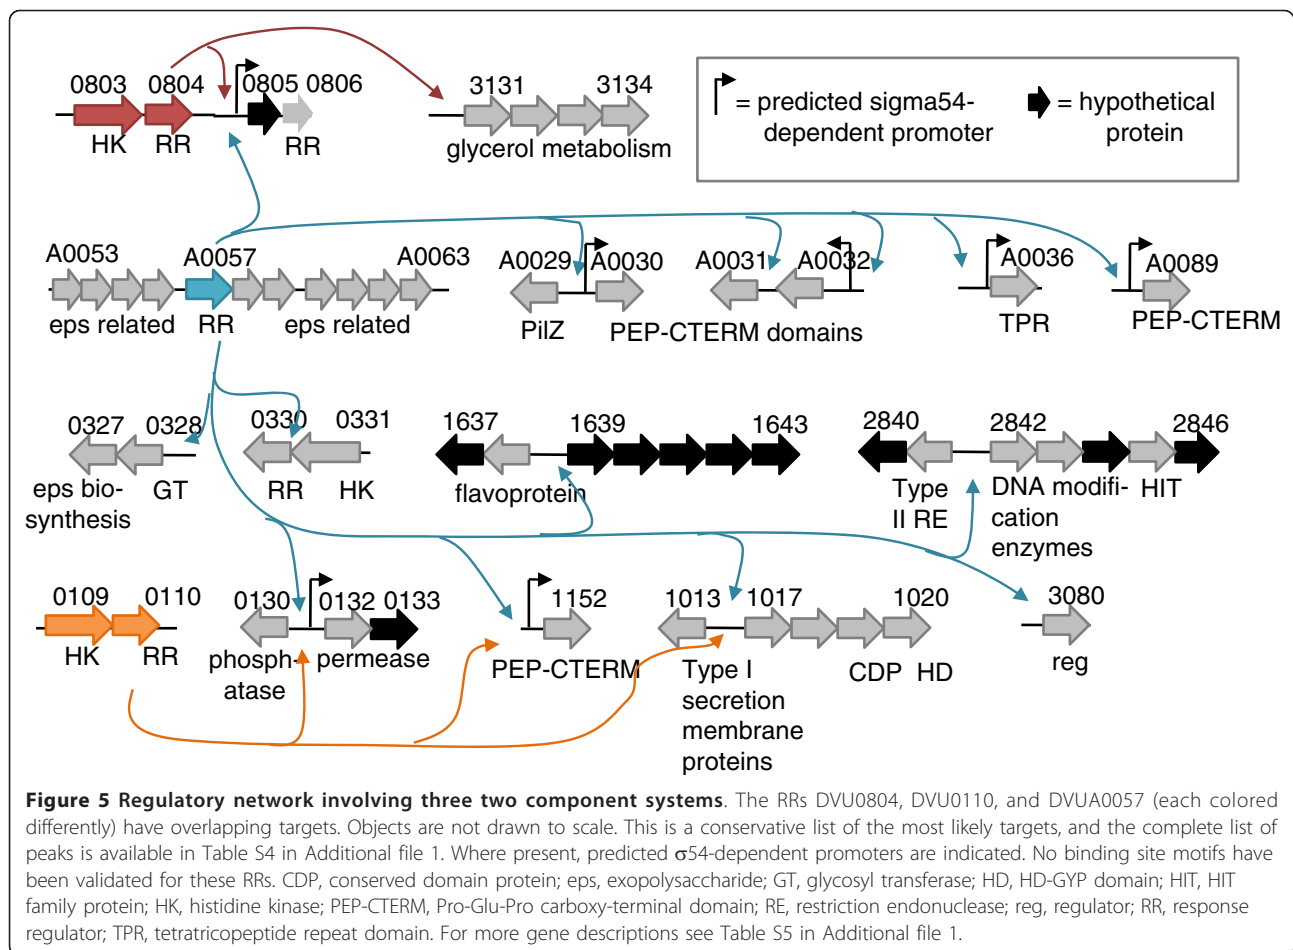 0803 0804 0805 0806
HK RR RR
3131 3134
glycerol metabolism
= predicted sigma54-
dependent promoter
= hypothetical
protein
A0053 A0057 A0063
eps related RR eps related
A0029 A0030
PilZ
A0031 A0032
PEP-CTERM domains
A0036
TPR
A0089
PEP-CTERM
0327 0328
eps bio-
synthesis
GT
0330 0331
RR HK
1637 1639 1643
flavoprotein
2840 2842 2846
Type
II RE
DNA modifi-
cation
enzymes
HIT
0109 0110
HK RR
0130 0132 0133
phosph-
atase
permease
1152
PEP-CTERM
1013 1017 1020
Type I
secretion
membrane
proteins
CDP HD
3080
reg
Figure 5 Regulatory network involving three two component systems. The RRs DVU0804, DVU0110, and DVUA0057 (each colored
differently) have overlapping targets. Objects are not drawn to scale. This is a conservative list of the most likely targets, and the complete list of
peaks is available in Table S4 in Additional file 1. Where present, predicted σ54-dependent promoters are indicated. No binding site motifs have
been validated for these RRs. CDP, conserved domain protein; eps, exopolysaccharide; GT, glycosyl transferase; HD, HD-GYP domain; HIT, HIT
family protein; HK, histidine kinase; PEP-CTERM, Pro-Glu-Pro carboxy-terminal domain; RE, restriction endonuclease; reg, regulator; RR, response
regulator; TPR, tetratricopeptide repeat domain. For more gene descriptions see Table S5 in Additional file 1.